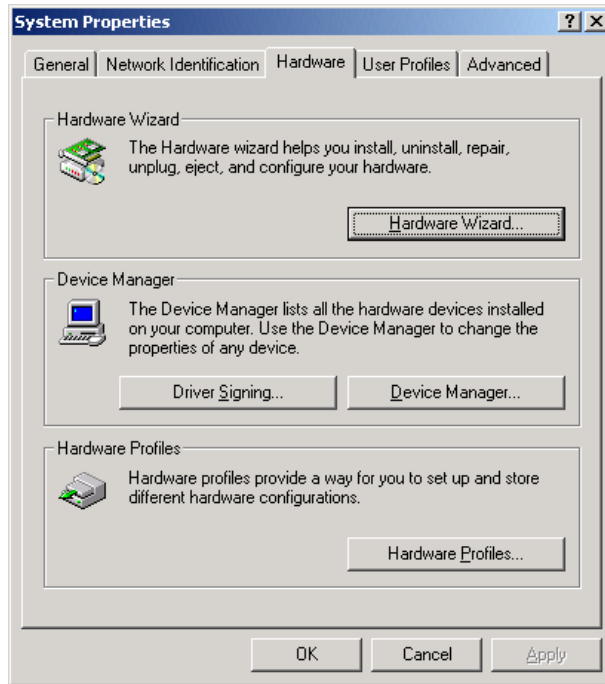 System Properties
General
Network Identification
Hardware
User Profiles
Advanced
Hardware Wizard
The Hardware wizard helps you install, uninstall, repair,
unplug, eject, and configure your hardware.
Hardware Wizard...
Device Manager
The Device Manager lists all the hardware devices installed
on your computer. Use the Device Manager to change the
properties of any device.
Driver Signing...
Device Manager...
Hardware Profiles
Hardware profiles provide a way for you to set up and store
different hardware configurations.
Hardware Profiles...
OK
Cancel
Apply